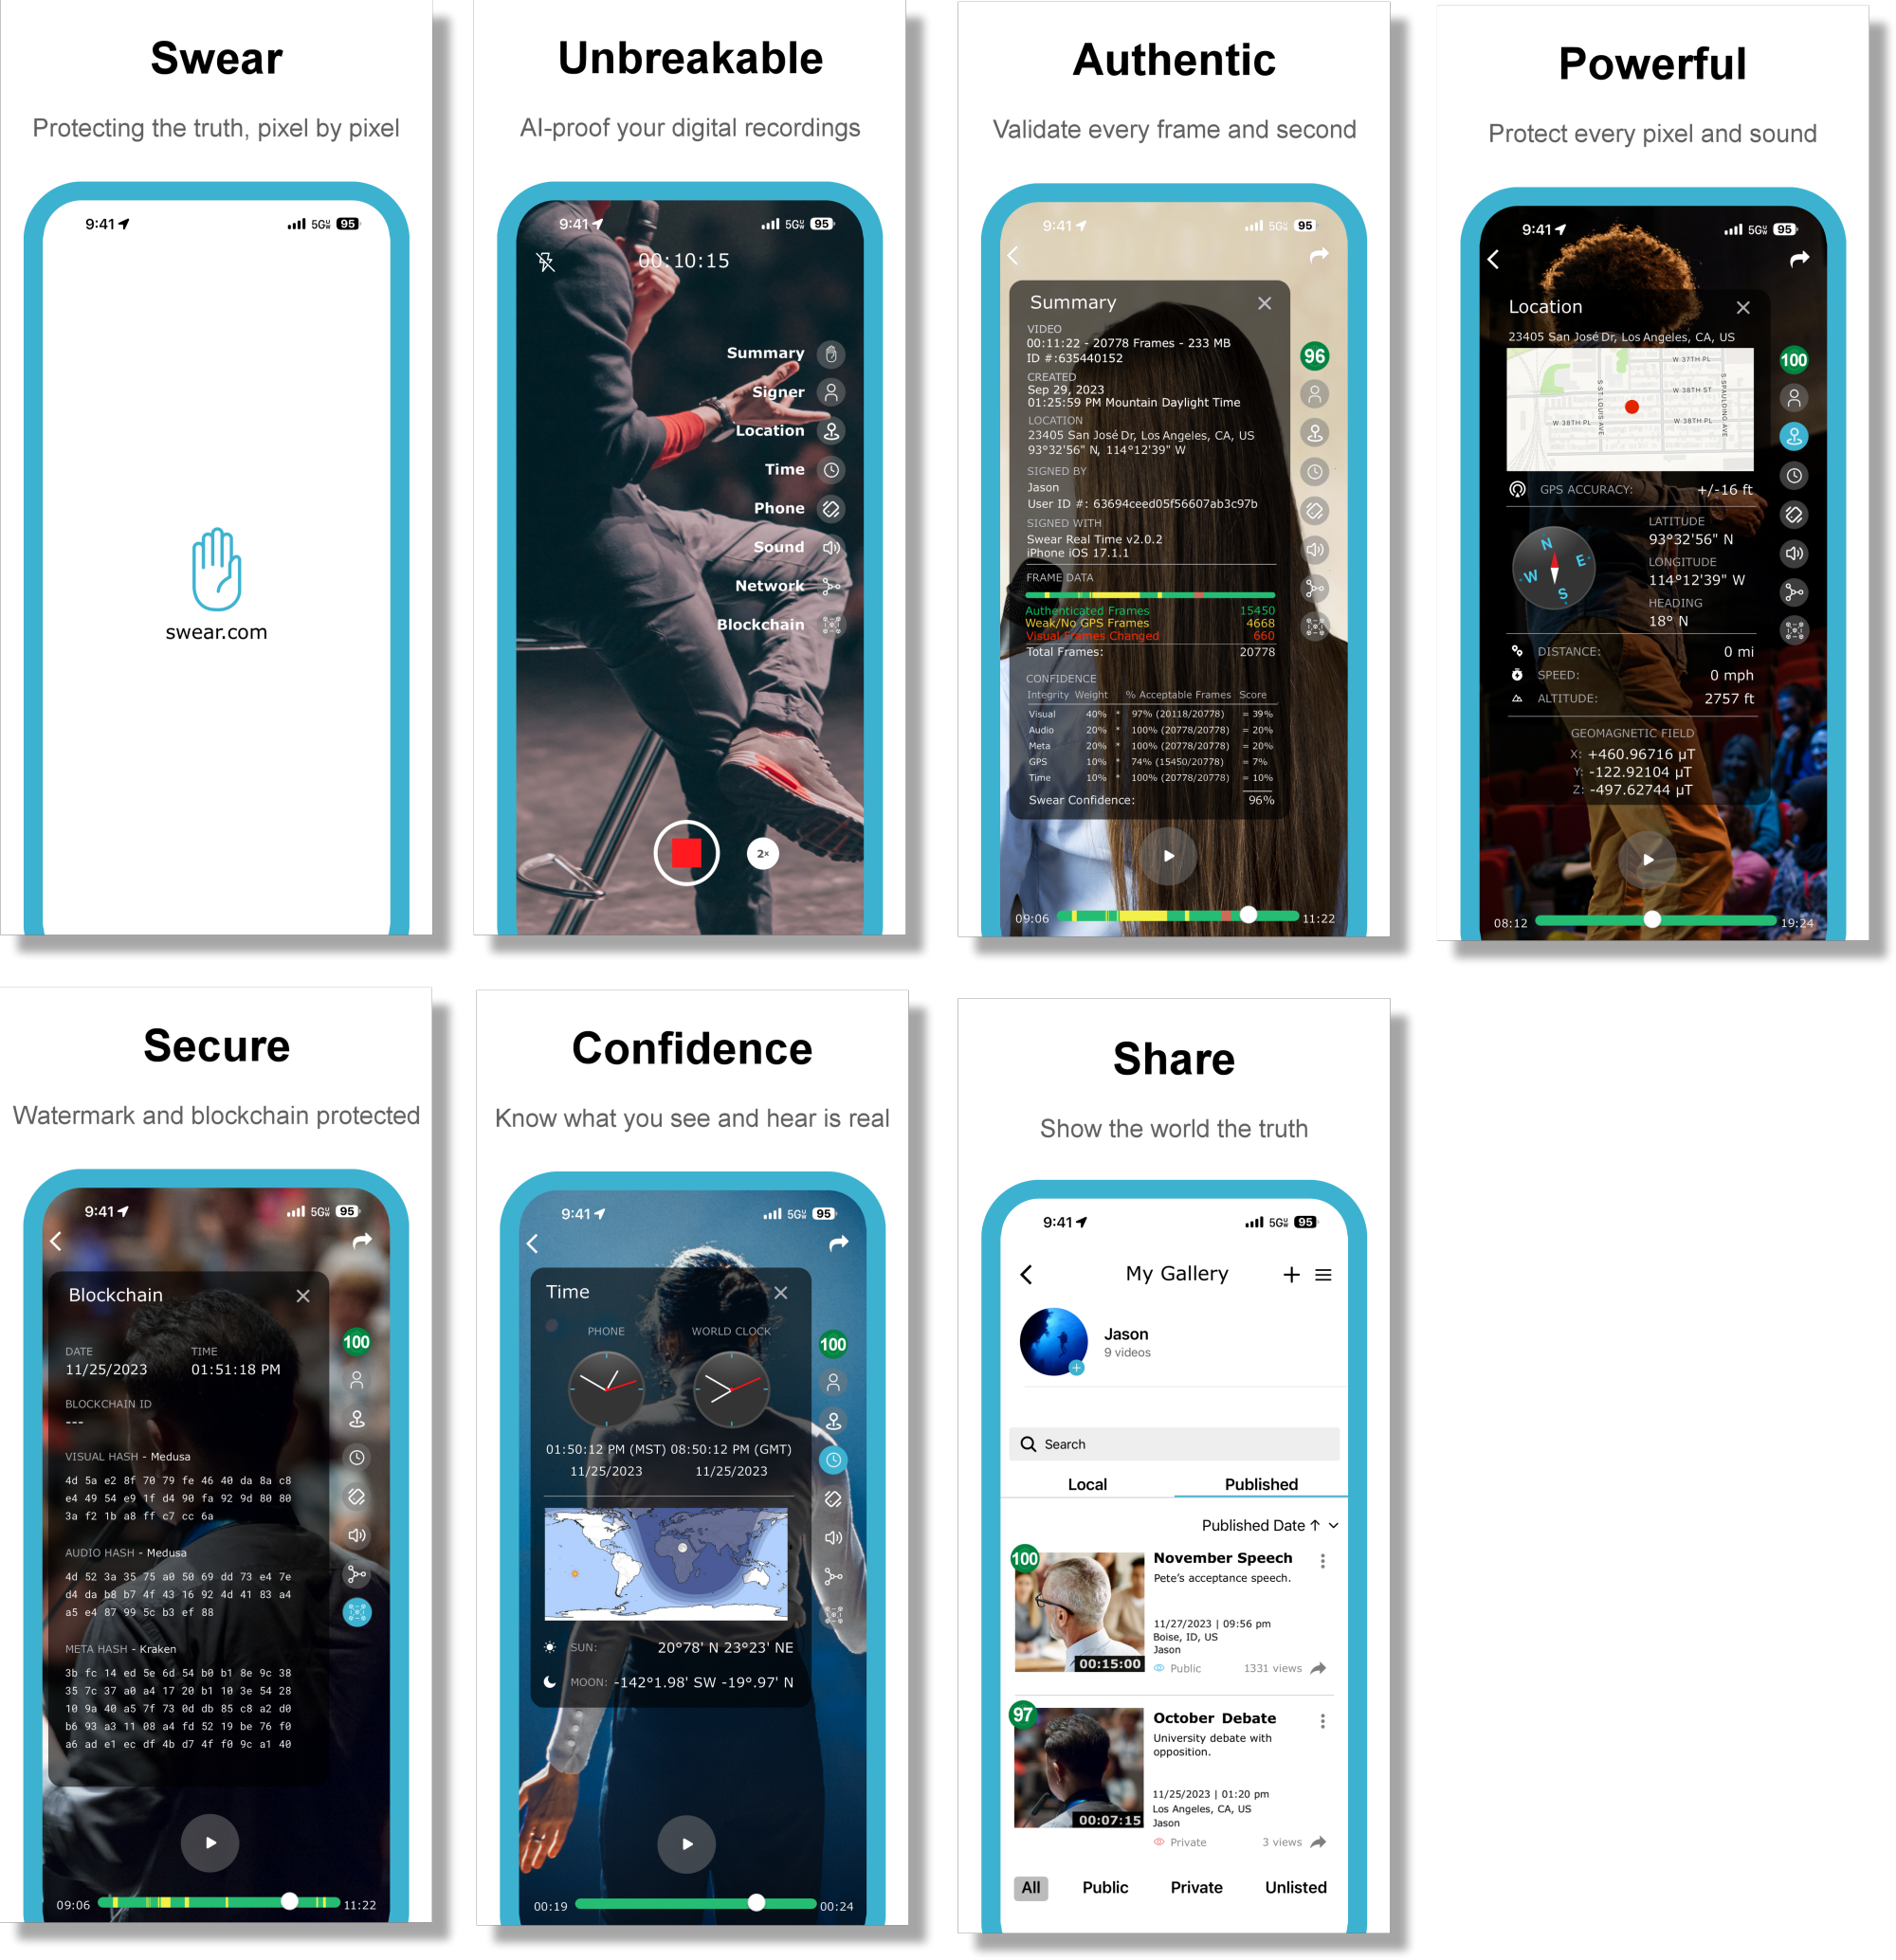 Swear
Protecting the truth, pixel by pixel
9:41
5G
95
swear.com
Unbreakable
AI-proof your digital recordings
9:41
5G
95
00:10:15
Summary
Signer
Location
Time
Phone
Sound
Network
Blockchain
2x
Authentic
Validate every frame and second
9:41
5G
95
Summary
VIDEO
00:11:22 - 20778 Frames - 233 MB
ID #:635440152
96
CREATED
Sep 29, 2023
01:25:59 PM Mountain Daylight Time
LOCATION
23405 San José Dr, Los Angeles, CA, US
93°32'56" N, 114°12'39" W
SIGNED BY
Jason
User ID #: 63694ceed05f56607ab3c97b
SIGNED WITH
Swear Real Time v2.0.2
iPhone iOS 17.1.1
FRAME DATA
Authenticated Frames 15450
Weak/No GPS Frames 4668
Visual Frames Changed 660
Total Frames: 20778
CONFIDENCE
Integrity Weight % Acceptable Frames Score
Visual 40% * 97% (20118/20778) = 39%
Audio 20% * 100% (20778/20778) = 20%
Meta 20% * 100% (20778/20778) = 20%
GPS 10% * 74% (15450/20778) = 7%
Time 10% * 100% (20778/20778) = 10%
Swear Confidence: 96%
09:06 11:22
Powerful
Protect every pixel and sound
9:41
5G
95
Location
23405 San José Dr, Los Angeles, CA, US
W 37TH PL
W 38TH ST
W 38TH PL
W 38TH PL
S ST LOUIS AVE
S SPAULDING AVE
100
GPS ACCURACY: +/-16 ft
N
E
W
S
LATITUDE
93°32'56" N
LONGITUDE
114°12'39" W
HEADING
18° N
DISTANCE: 0 mi
SPEED: 0 mph
ALTITUDE: 2757 ft
GEOMAGNETIC FIELD
X: +460.96716 µT
Y: -122.92104 µT
Z: -497.62744 µT
08:12 19:24
Secure
Watermark and blockchain protected
9:41
5G
95
Blockchain
100
DATE TIME
11/25/2023 01:51:18 PM
BLOCKCHAIN ID
---
VISUAL HASH - Medusa
4d 5a e2 8f 70 79 fe 46 40 da 8a c8
e4 49 54 e9 1f d4 90 fa 92 9d 80 80
3a f2 1b a8 ff c7 cc 6a
AUDIO HASH - Medusa
4d 52 3a 35 75 a0 50 69 dd 73 e4 7e
d4 da b8 b7 4f 43 16 92 4d 41 83 a4
a5 e4 87 99 5c b3 ef 88
META HASH - Kraken
3b fc 14 ed 5e 6d 54 b0 b1 8e 9c 38
35 7c 37 a0 a4 17 20 b1 10 3e 54 28
10 9a 40 a5 7f 73 0d db 85 c8 a2 d0
b6 93 a3 11 08 a4 fd 52 19 be 76 f0
a6 ad e1 ec df 4b d7 4f f0 9c a1 40
09:06 11:22
Confidence
Know what you see and hear is real
9:41
5G
95
Time
100
PHONE WORLD CLOCK
01:50:12 PM (MST) 08:50:12 PM (GMT)
11/25/2023 11/25/2023
SUN: 20°78' N 23°23' NE
MOON: -142°1.98' SW -19°.97' N
00:19 00:24
Share
Show the world the truth
9:41
5G
95
My Gallery
Jason
9 videos
Search
Local Published
Published Date ↑
100
November Speech
Pete's acceptance speech.
11/27/2023 | 09:56 pm
Boise, ID, US
Jason
00:15:00
Public 1331 views
97
October Debate
University debate with
opposition.
11/25/2023 | 01:20 pm
Los Angeles, CA, US
Jason
00:07:15
Private 3 views
All Public Private Unlisted